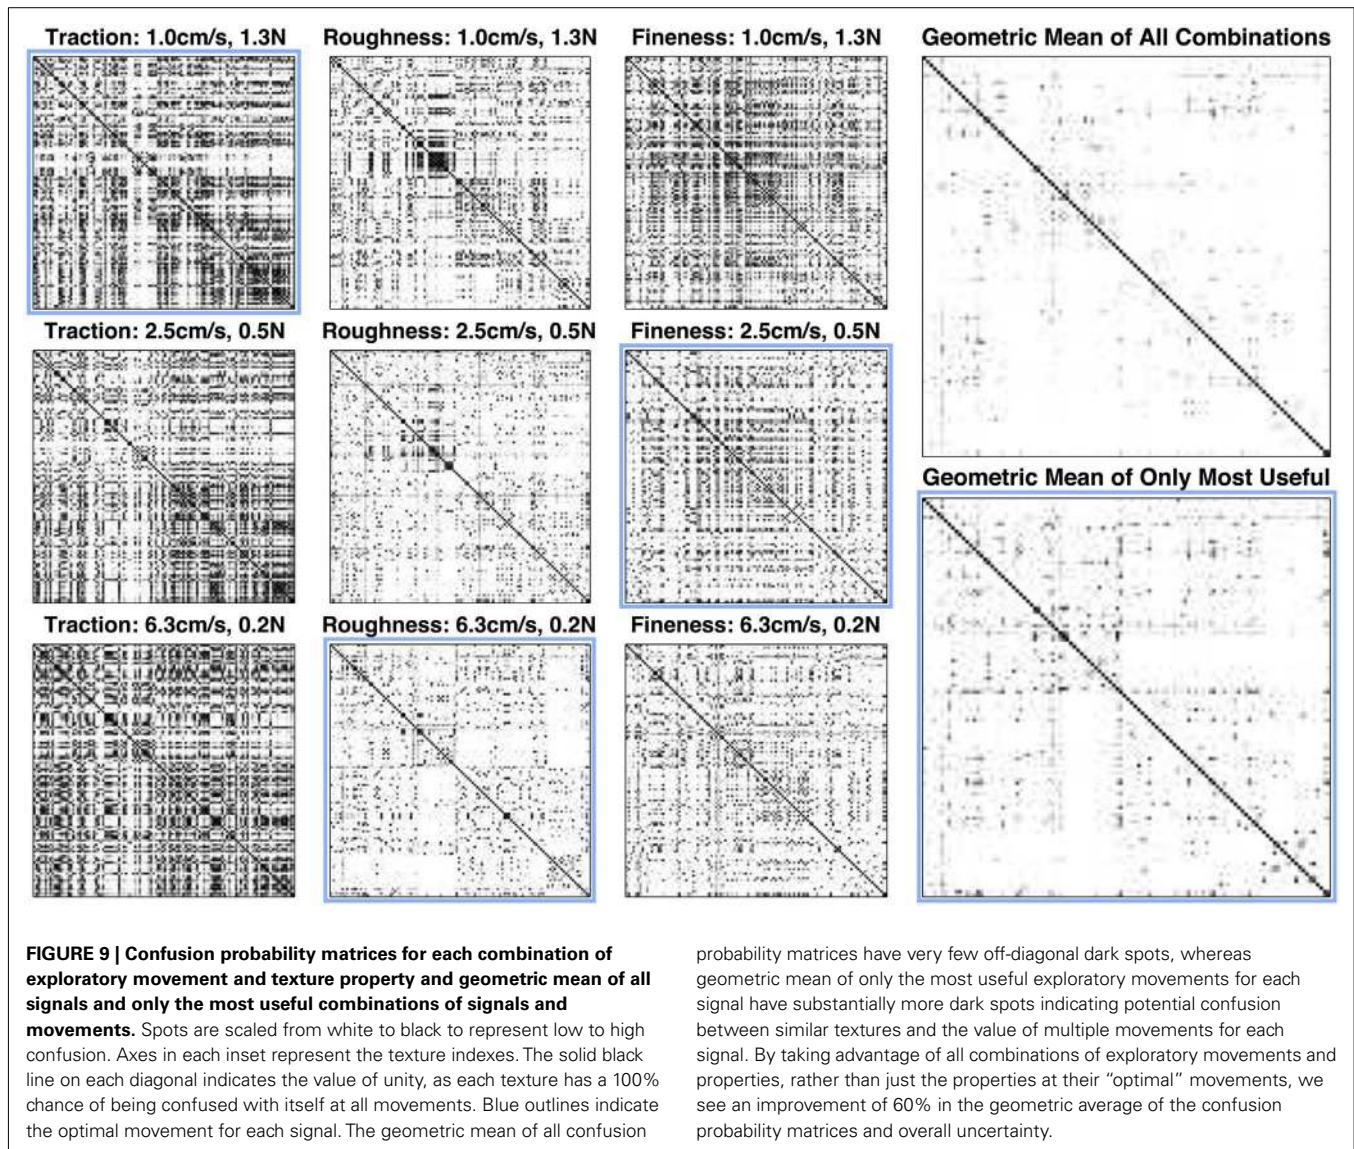 Traction: 1.0cm/s, 1.3N
Roughness: 1.0cm/s, 1.3N
Fineness: 1.0cm/s, 1.3N
Geometric Mean of All Combinations
Traction: 2.5cm/s, 0.5N
Roughness: 2.5cm/s, 0.5N
Fineness: 2.5cm/s, 0.5N
Geometric Mean of Only Most Useful
Traction: 6.3cm/s, 0.2N
Roughness: 6.3cm/s, 0.2N
Fineness: 6.3cm/s, 0.2N
FIGURE 9 | Confusion probability matrices for each combination of
exploratory movement and texture property and geometric mean of all
signals and only the most useful combinations of signals and
movements. Spots are scaled from white to black to represent low to high
confusion. Axes in each inset represent the texture indexes. The solid black
line on each diagonal indicates the value of unity, as each texture has a 100%
chance of being confused with itself at all movements. Blue outlines indicate
the optimal movement for each signal. The geometric mean of all confusion
probability matrices have very few off-diagonal dark spots, whereas
geometric mean of only the most useful exploratory movements for each
signal have substantially more dark spots indicating potential confusion
between similar textures and the value of multiple movements for each
signal. By taking advantage of all combinations of exploratory movements and
properties, rather than just the properties at their “optimal” movements, we
see an improvement of 60% in the geometric average of the confusion
probability matrices and overall uncertainty.